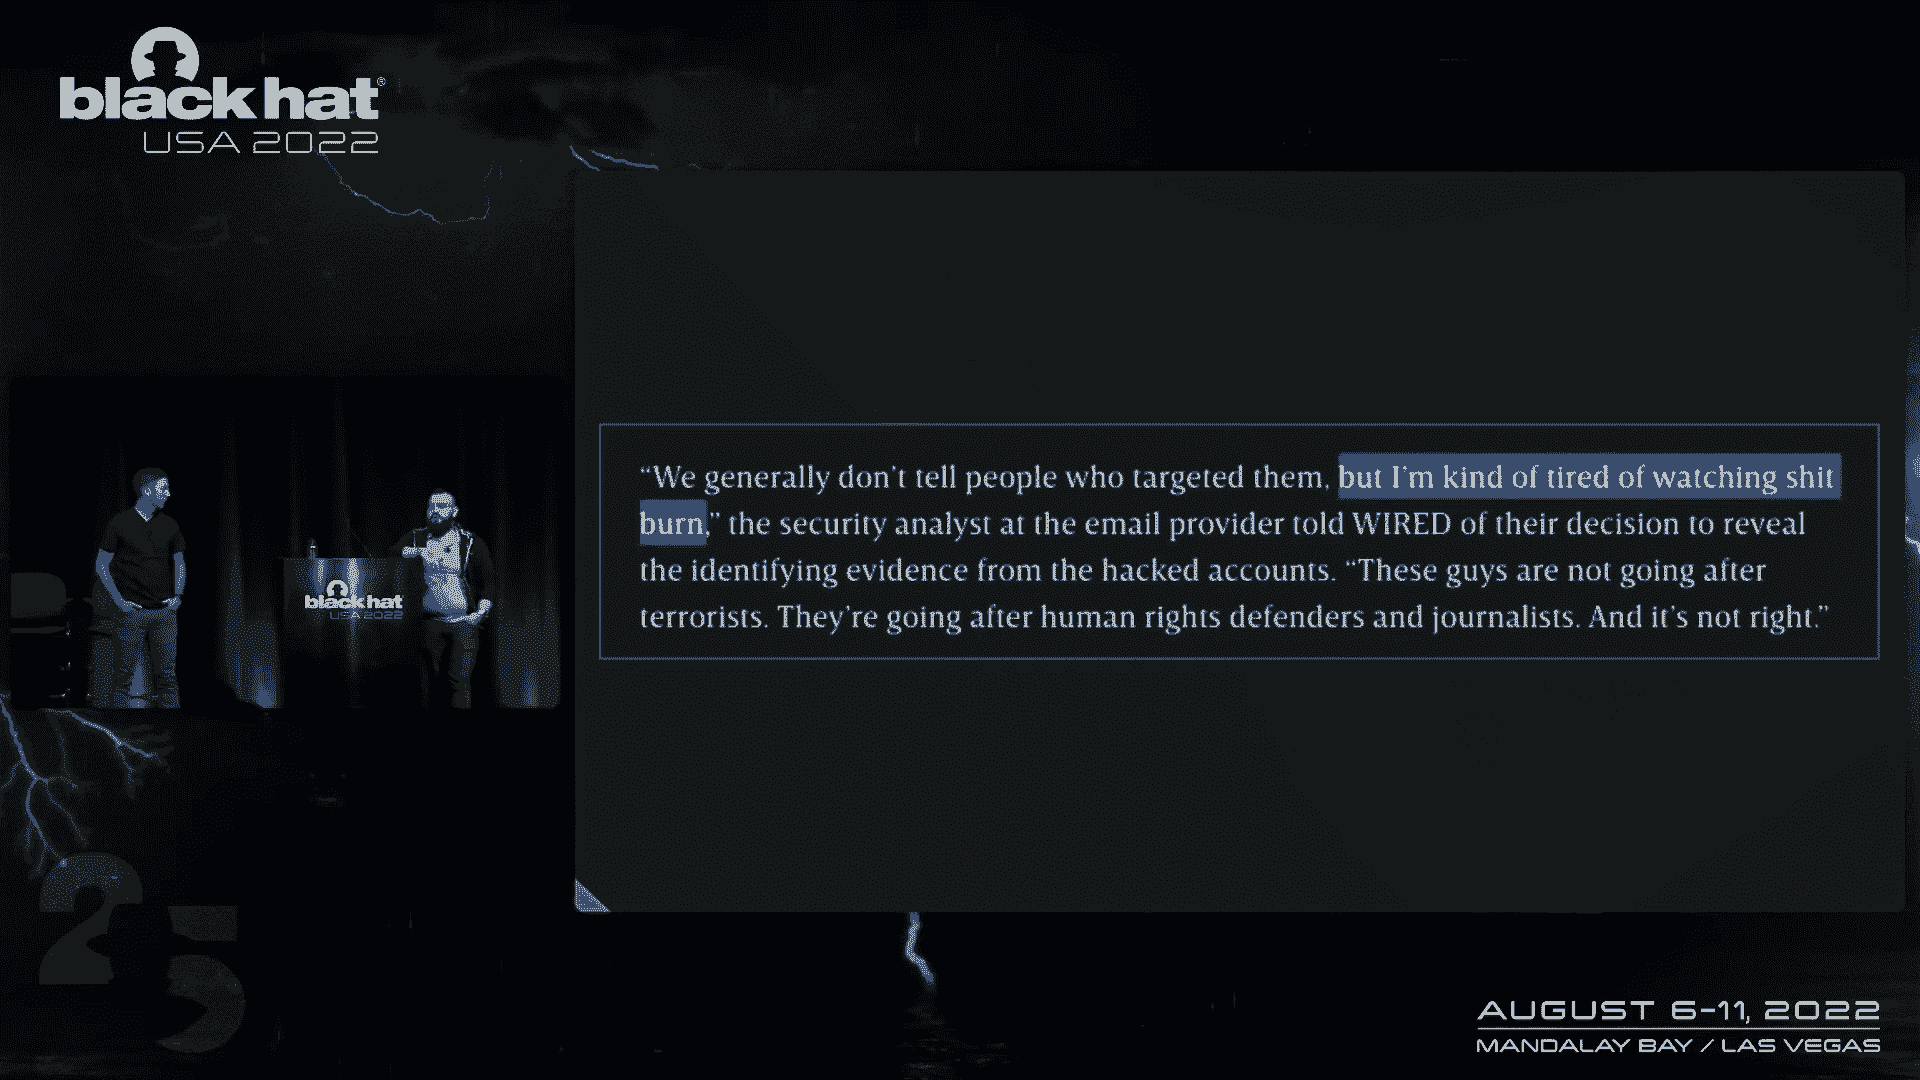 black hat®
USA 2022
“We generally don’t tell people who targeted them, but I’m kind of tired of watching shit
burn,” the security analyst at the email provider told WIRED of their decision to reveal
the identifying evidence from the hacked accounts. “These guys are not going after
terrorists. They’re going after human rights defenders and journalists. And it’s not right.”
black hat
USA 2022
25
AUGUST 6-11, 2022
MANDALAY BAY / LAS VEGAS